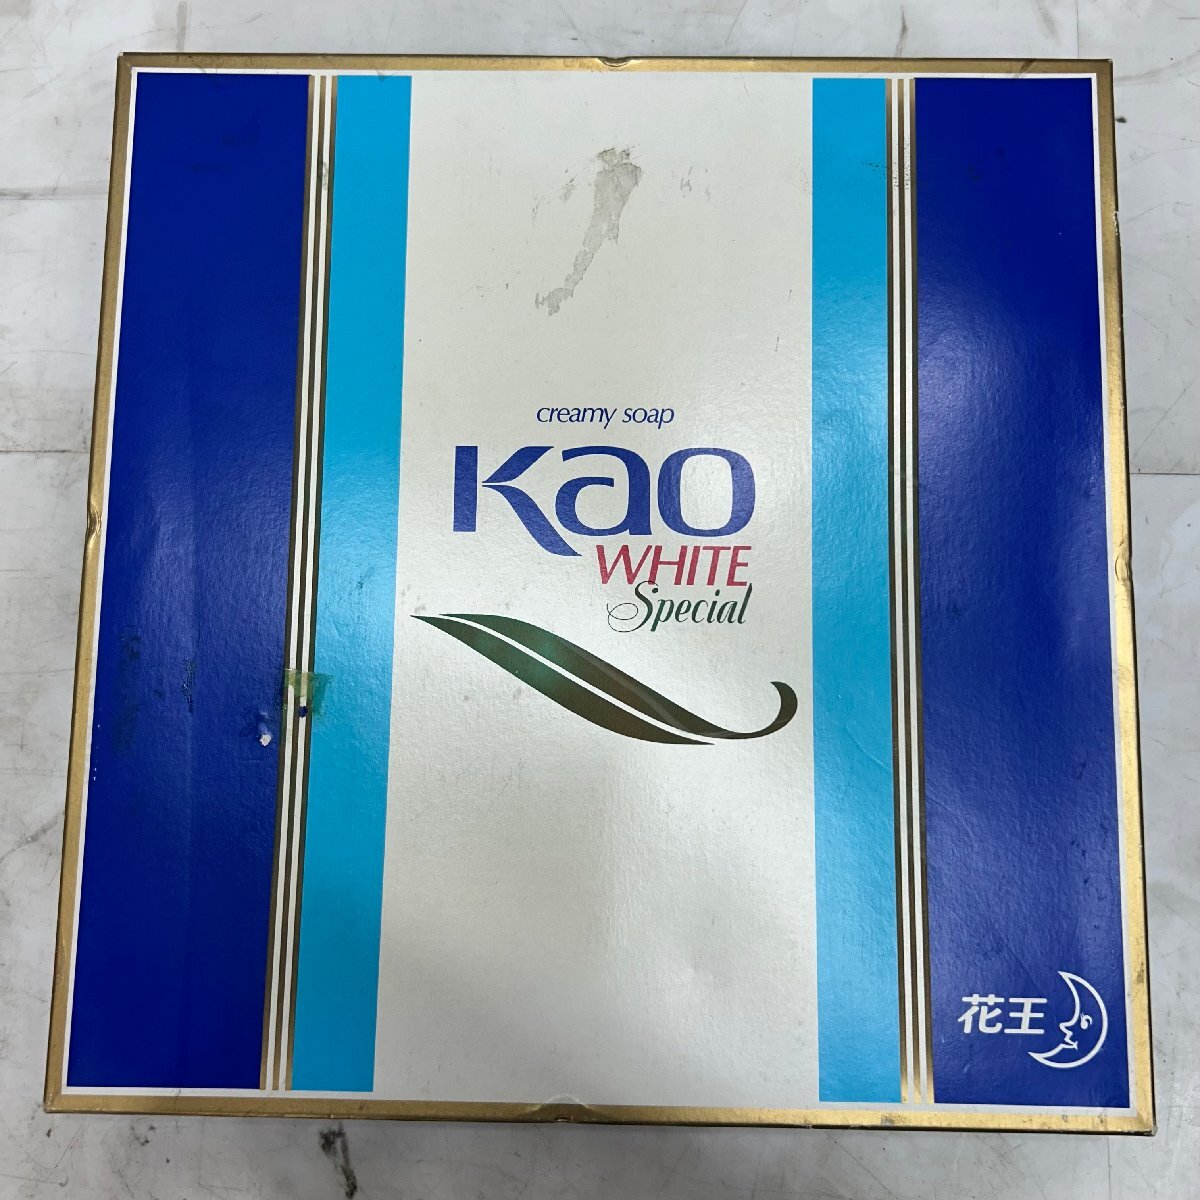 creamy soap
Kao
WHITE
Special
花王